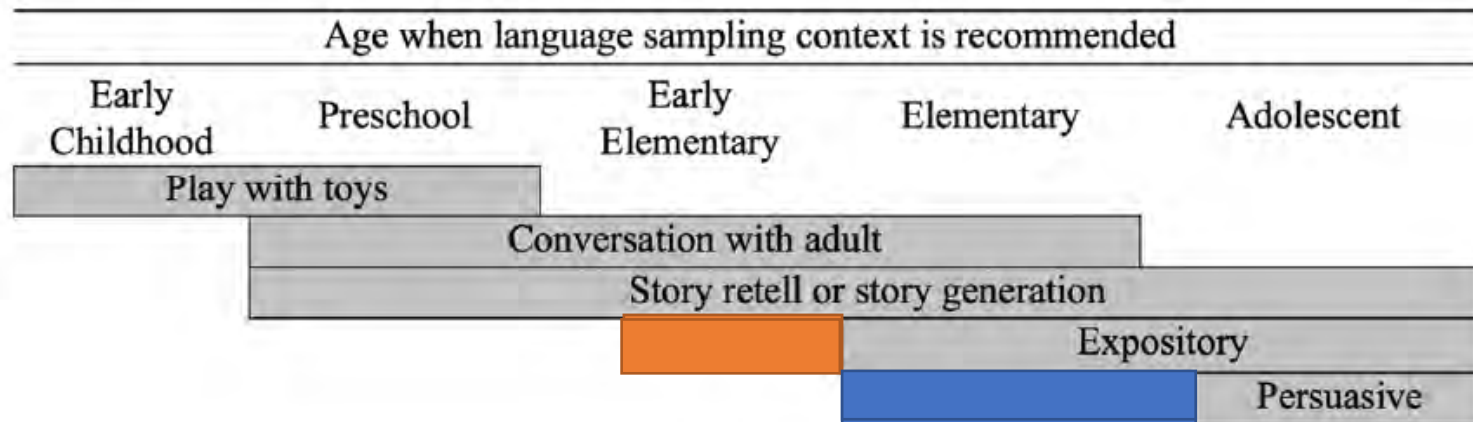 Age when language sampling context is recommended
Early Childhood Preschool Early Elementary Elementary Adolescent
Play with toys
Conversation with adult
Story retell or story generation
Expository
Persuasive